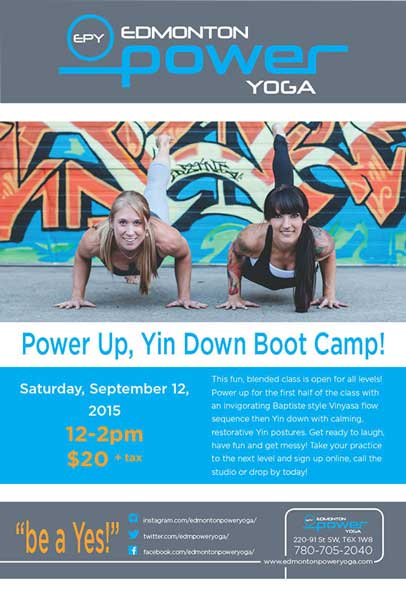 EPY
EDMONTON
power
YOGA
Power Up, Yin Down Boot Camp!
Saturday, September 12,
2015
12-2pm
$20 + tax
This fun, blended class is open for all levels!
Power up for the first half of the class with
an invigorating Baptiste style Vinyasa flow
sequence then Yin down with calming,
restorative Yin postures. Get ready to laugh,
have fun and get messy! Take your practice
to the next level and sign up online, call the
studio or drop by today!
"be a Yes!"
instagram.com/edmontonpoweryoga/
twitter.com/edmpoweryoga/
facebook.com/edmontonpoweryoga/
EDMONTON
power
YOGA
220-91 St SW, T6X 1W8
780-705-2040
www.edmontonpoweryoga.com